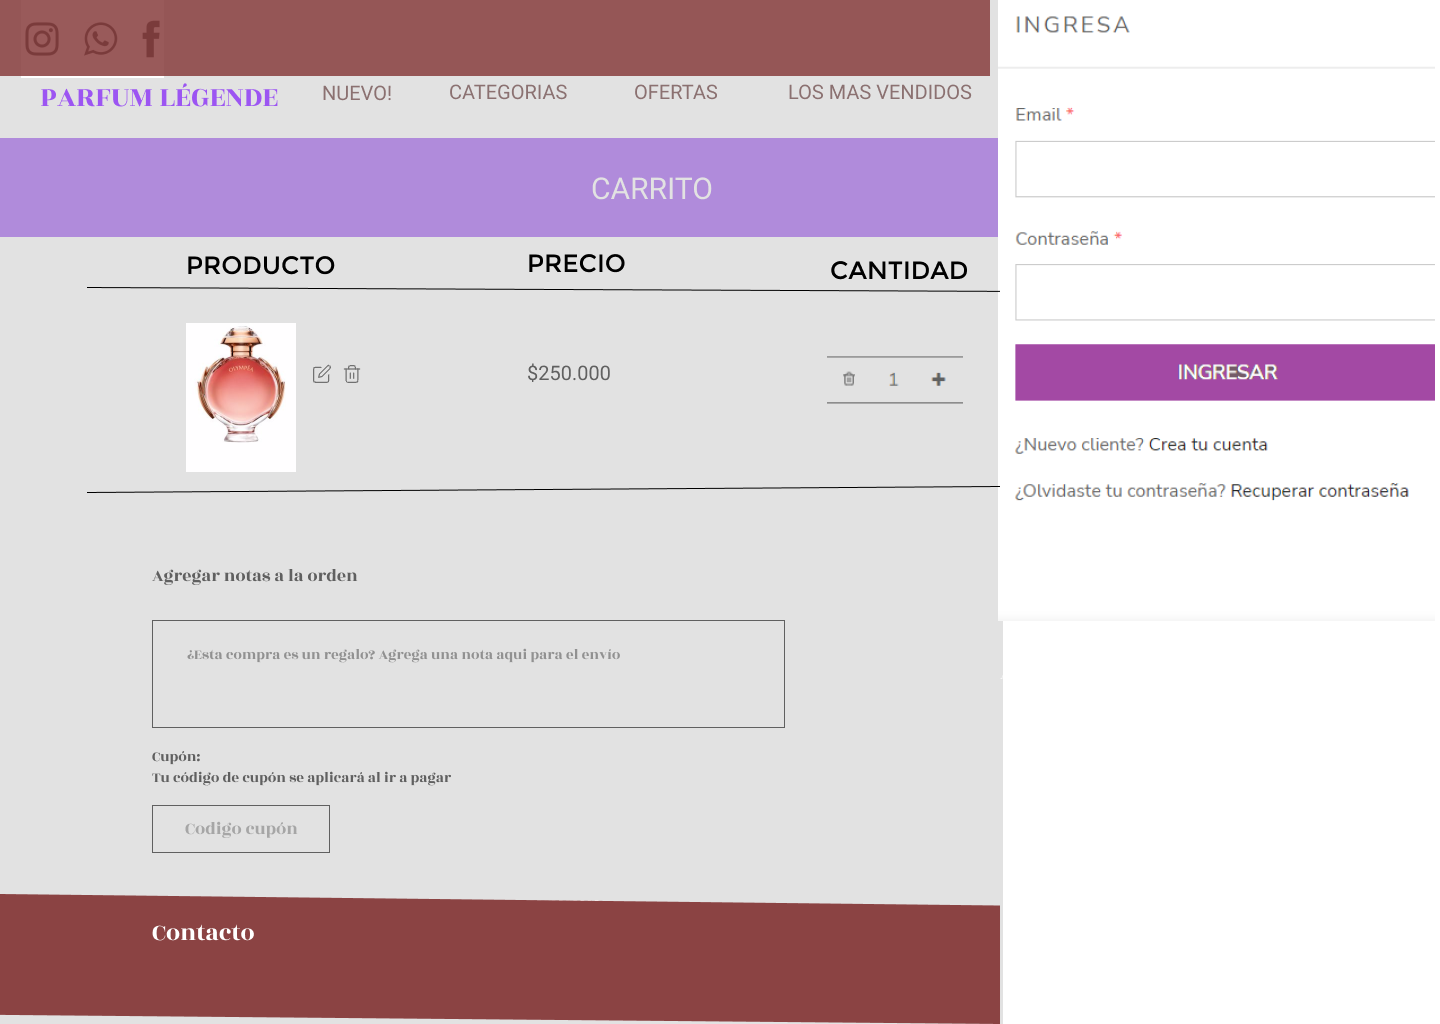 PARFUM LÉGENDE
NUEVO!
CATEGORIAS
OFERTAS
LOS MAS VENDIDOS
CARRITO
PRODUCTO
PRECIO
CANTIDAD
OLYMPĒA
$250.000
1
Agregar notas a la orden
¿Esta compra es un regalo? Agrega una nota aqui para el envío
Cupón:
Tu código de cupón se aplicará al ir a pagar
Codigo cupón
Contacto
INGRESA
Email *
Contraseña *
INGRESAR
¿Nuevo cliente? Crea tu cuenta
¿Olvidaste tu contraseña? Recuperar contraseña